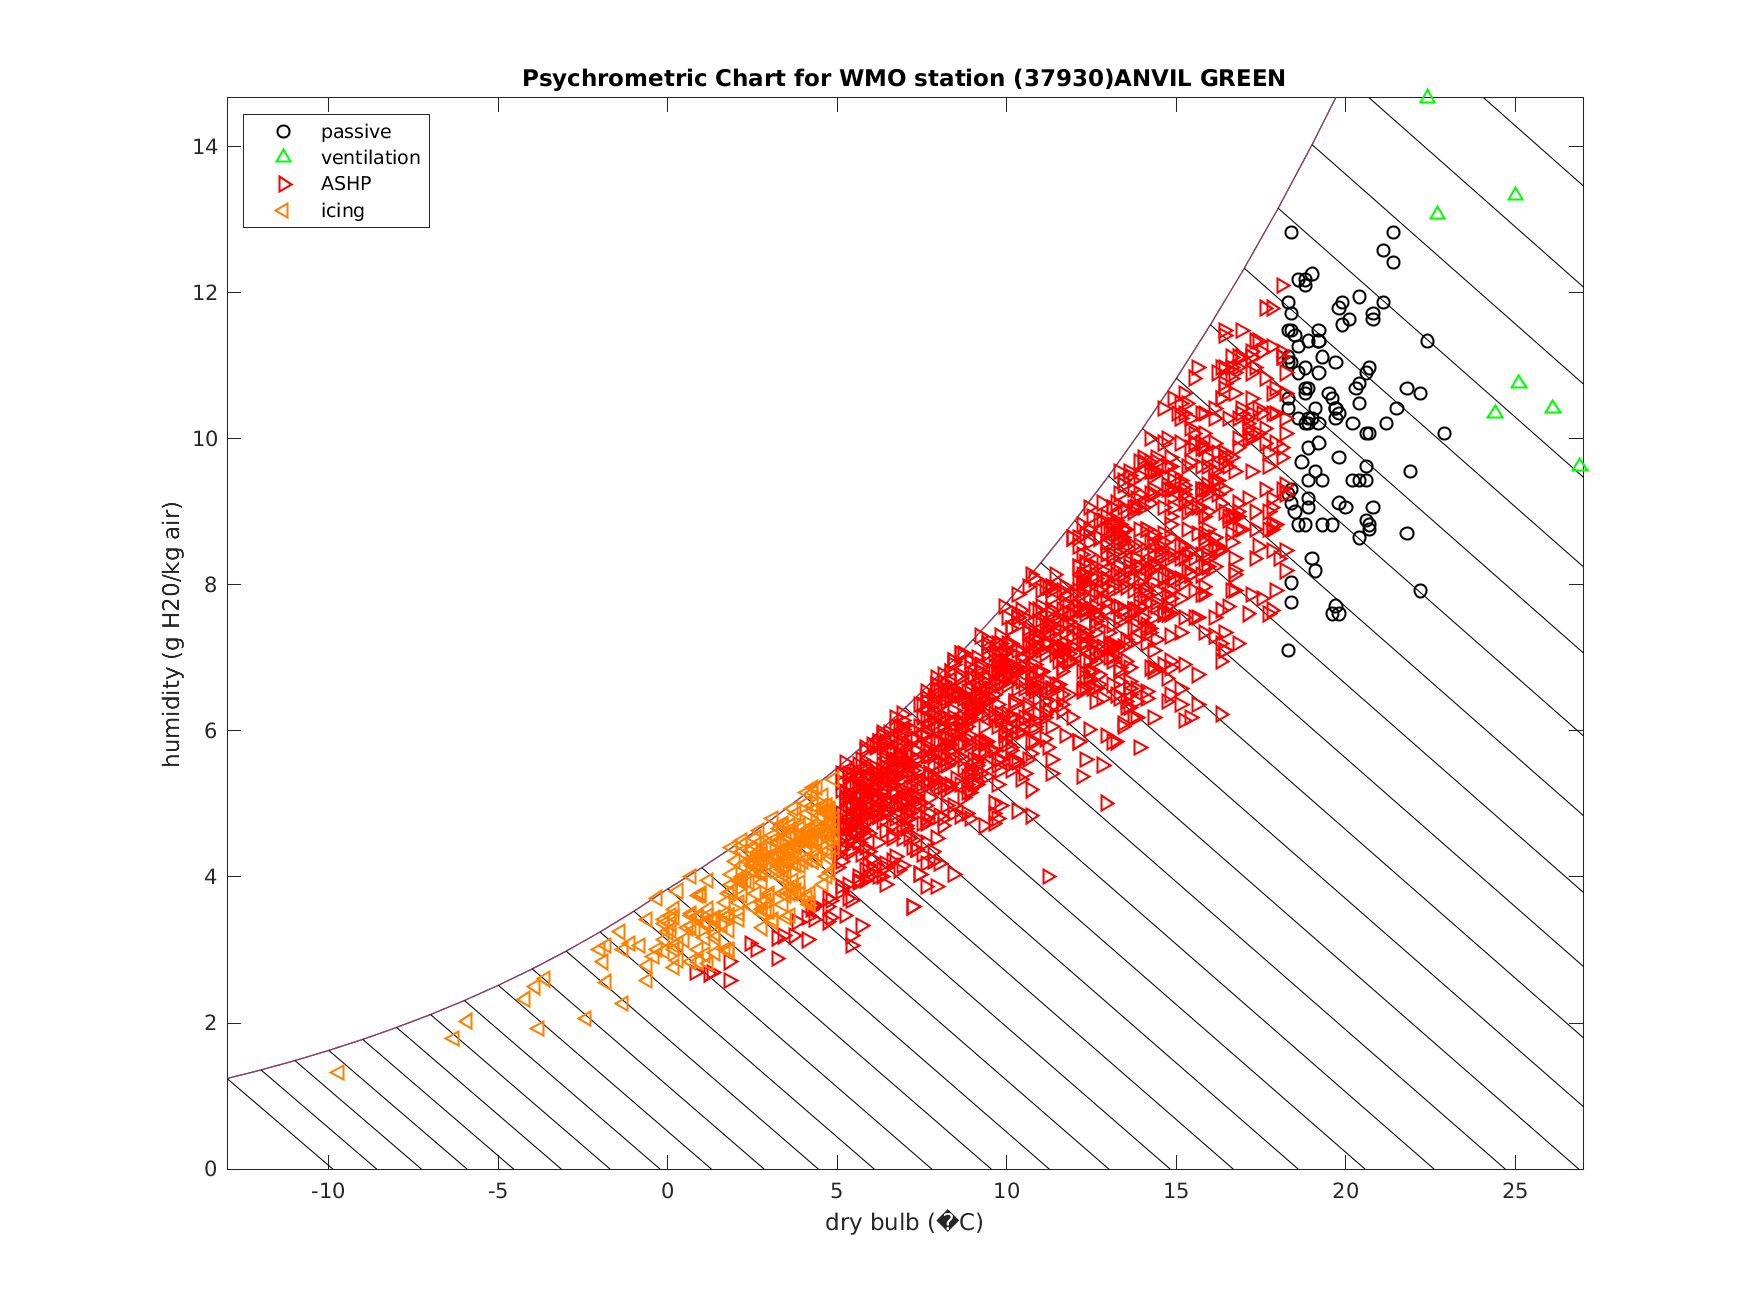 Psychrometric Chart for WMO station (37930)ANVIL GREEN
passive
ventilation
ASHP
icing
humidity (g H20/kg air)
14
12
10
8
6
4
2
0
-10 -5 0 5 10 15 20 25
dry bulb (�C)